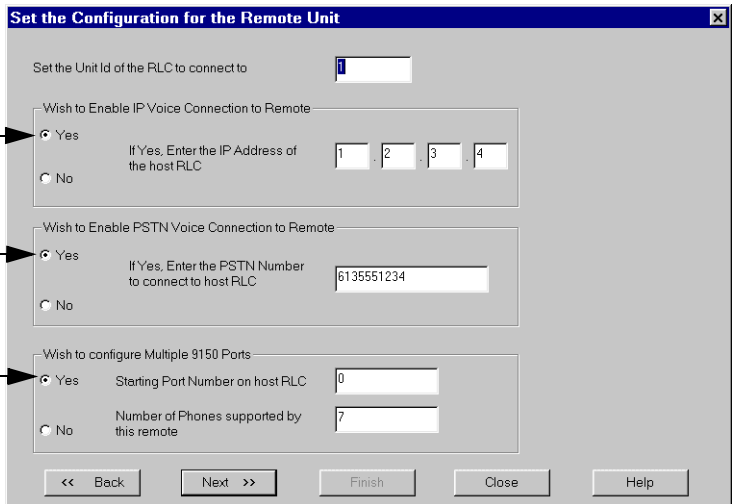 Set the Configuration for the Remote Unit
Set the Unit Id of the RLC to connect to
1
Wish to Enable IP Voice Connection to Remote
Yes
If Yes, Enter the IP Address of
the host RLC
1 . 2 . 3 . 4
No
Wish to Enable PSTN Voice Connection to Remote
Yes
If Yes, Enter the PSTN Number
to connect to host RLC
6135551234
No
Wish to configure Multiple 9150 Ports
Yes
Starting Port Number on host RLC
0
Number of Phones supported by
this remote
7
No
<< Back
Next >>
Finish
Close
Help